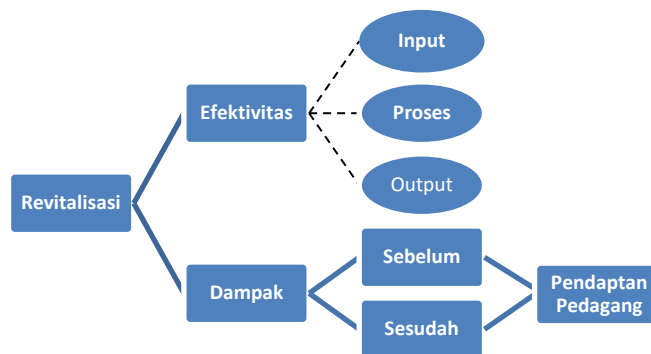 Input
Efektivitas
Proses
Output
Revitalisasi
Sebelum
Dampak
Sesudah
Pendaptan
Pedagang